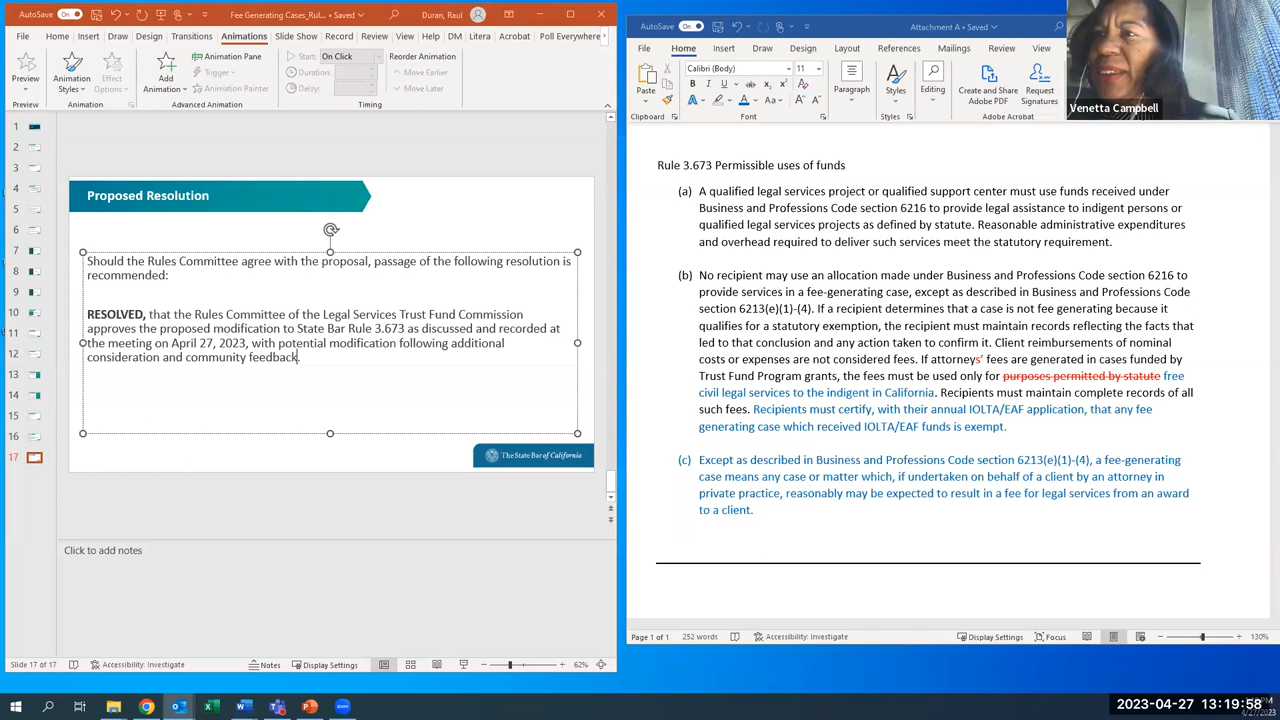 AutoSave On
Fee Generating Cases_Rul... • Saved
Duran, Raul
File Home Insert Draw Design Transitions Animations Slide Show Record Review View Help DM Litera Acrobat Poll Everywhere
Preview
Animation Styles
Effect Options
Add Animation
Animation Pane
Trigger
Animation Painter
Start: On Click
Duration:
Delay:
Reorder Animation
Move Earlier
Move Later
Preview Animation Advanced Animation Timing
1
2
3
4
5
6
7
8
9
10
11
12
13
14
15
16
17
Proposed Resolution
Should the Rules Committee agree with the proposal, passage of the following resolution is
recommended:
RESOLVED, that the Rules Committee of the Legal Services Trust Fund Commission
approves the proposed modification to State Bar Rule 3.673 as discussed and recorded at
the meeting on April 27, 2023, with potential modification following additional
consideration and community feedback.
The State Bar of California
Click to add notes
Slide 17 of 17 Accessibility: Investigate Notes Display Settings 62%
AutoSave On
Attachment A • Saved
File Home Insert Draw Design Layout References Mailings Review View
Paste
Calibri (Body) 11
B I U ab
Aa
Paragraph
Styles
Editing
Create and Share Adobe PDF
Request Signatures
Clipboard Font Styles Adobe Acrobat
Venetta Campbell
Rule 3.673 Permissible uses of funds
(a) A qualified legal services project or qualified support center must use funds received under
Business and Professions Code section 6216 to provide legal assistance to indigent persons or
qualified legal services projects as defined by statute. Reasonable administrative expenditures
and overhead required to deliver such services meet the statutory requirement.
(b) No recipient may use an allocation made under Business and Professions Code section 6216 to
provide services in a fee-generating case, except as described in Business and Professions Code
section 6213(e)(1)-(4). If a recipient determines that a case is not fee generating because it
qualifies for a statutory exemption, the recipient must maintain records reflecting the facts that
led to that conclusion and any action taken to confirm it. Client reimbursements of nominal
costs or expenses are not considered fees. If attorneys’ fees are generated in cases funded by
Trust Fund Program grants, the fees must be used only for purposes permitted by statute free
civil legal services to the indigent in California. Recipients must maintain complete records of all
such fees. Recipients must certify, with their annual IOLTA/EAF application, that any fee
generating case which received IOLTA/EAF funds is exempt.
(c) Except as described in Business and Professions Code section 6213(e)(1)-(4), a fee-generating
case means any case or matter which, if undertaken on behalf of a client by an attorney in
private practice, reasonably may be expected to result in a fee for legal services from an award
to a client.
Page 1 of 1 252 words Accessibility: Investigate Display Settings Focus 130%
2023-04-27 13:19:58